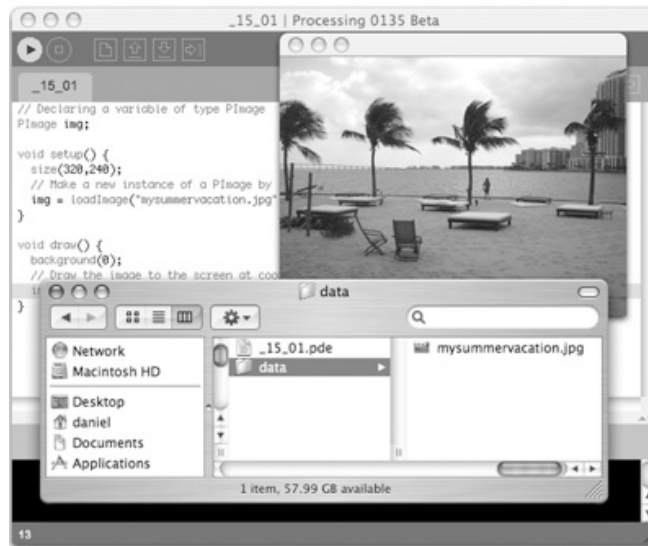 _15_01 | Processing 0135 Beta
_15_01
// Declaring a variable of type PImage
PImage img;
void setup() {
size(320,240);
// Make a new instance of a PImage by
img = loadImage("mysummervacation.jpg"
}
void draw() {
background(0);
// Draw the image to the screen at coo
}
data
Network
Macintosh HD
Desktop
daniel
Documents
Applications
_15_01.pde
data
mysummervacation.jpg
1 item, 57.99 GB available
13